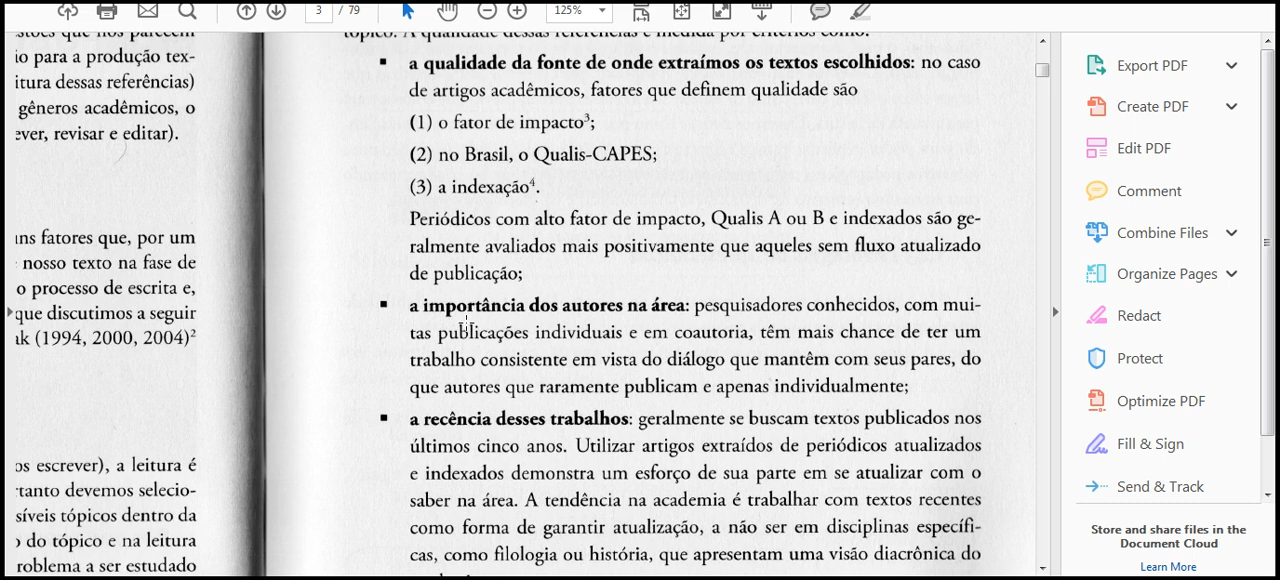 3 / 79
125%
stões que nos parecem
io para a produção tex-
itura dessas referências)
gêneros acadêmicos, o
ever, revisar e editar).
uns fatores que, por um
nosso texto na fase de
o processo de escrita e,
que discutimos a seguir
ak (1994, 2000, 2004)²
os escrever), a leitura é
rtanto devemos selecio-
síveis tópicos dentro da
o do tópico e na leitura
roblema a ser estudado
tópico. A qualidade dessas referências é medida por critérios como:
▪ a qualidade da fonte de onde extraímos os textos escolhidos: no caso
de artigos acadêmicos, fatores que definem qualidade são
(1) o fator de impacto³;
(2) no Brasil, o Qualis-CAPES;
(3) a indexação⁴.
Periódicos com alto fator de impacto, Qualis A ou B e indexados são ge-
ralmente avaliados mais positivamente que aqueles sem fluxo atualizado
de publicação;
▪ a importância dos autores na área: pesquisadores conhecidos, com mui-
tas publicações individuais e em coautoria, têm mais chance de ter um
trabalho consistente em vista do diálogo que mantêm com seus pares, do
que autores que raramente publicam e apenas individualmente;
▪ a recência desses trabalhos: geralmente se buscam textos publicados nos
últimos cinco anos. Utilizar artigos extraídos de periódicos atualizados
e indexados demonstra um esforço de sua parte em se atualizar com o
saber na área. A tendência na academia é trabalhar com textos recentes
como forma de garantir atualização, a não ser em disciplinas específi-
cas, como filologia ou história, que apresentam uma visão diacrônica do
Export PDF
Create PDF
Edit PDF
Comment
Combine Files
Organize Pages
Redact
Protect
Optimize PDF
Fill & Sign
Send & Track
Store and share files in the
Document Cloud
Learn More